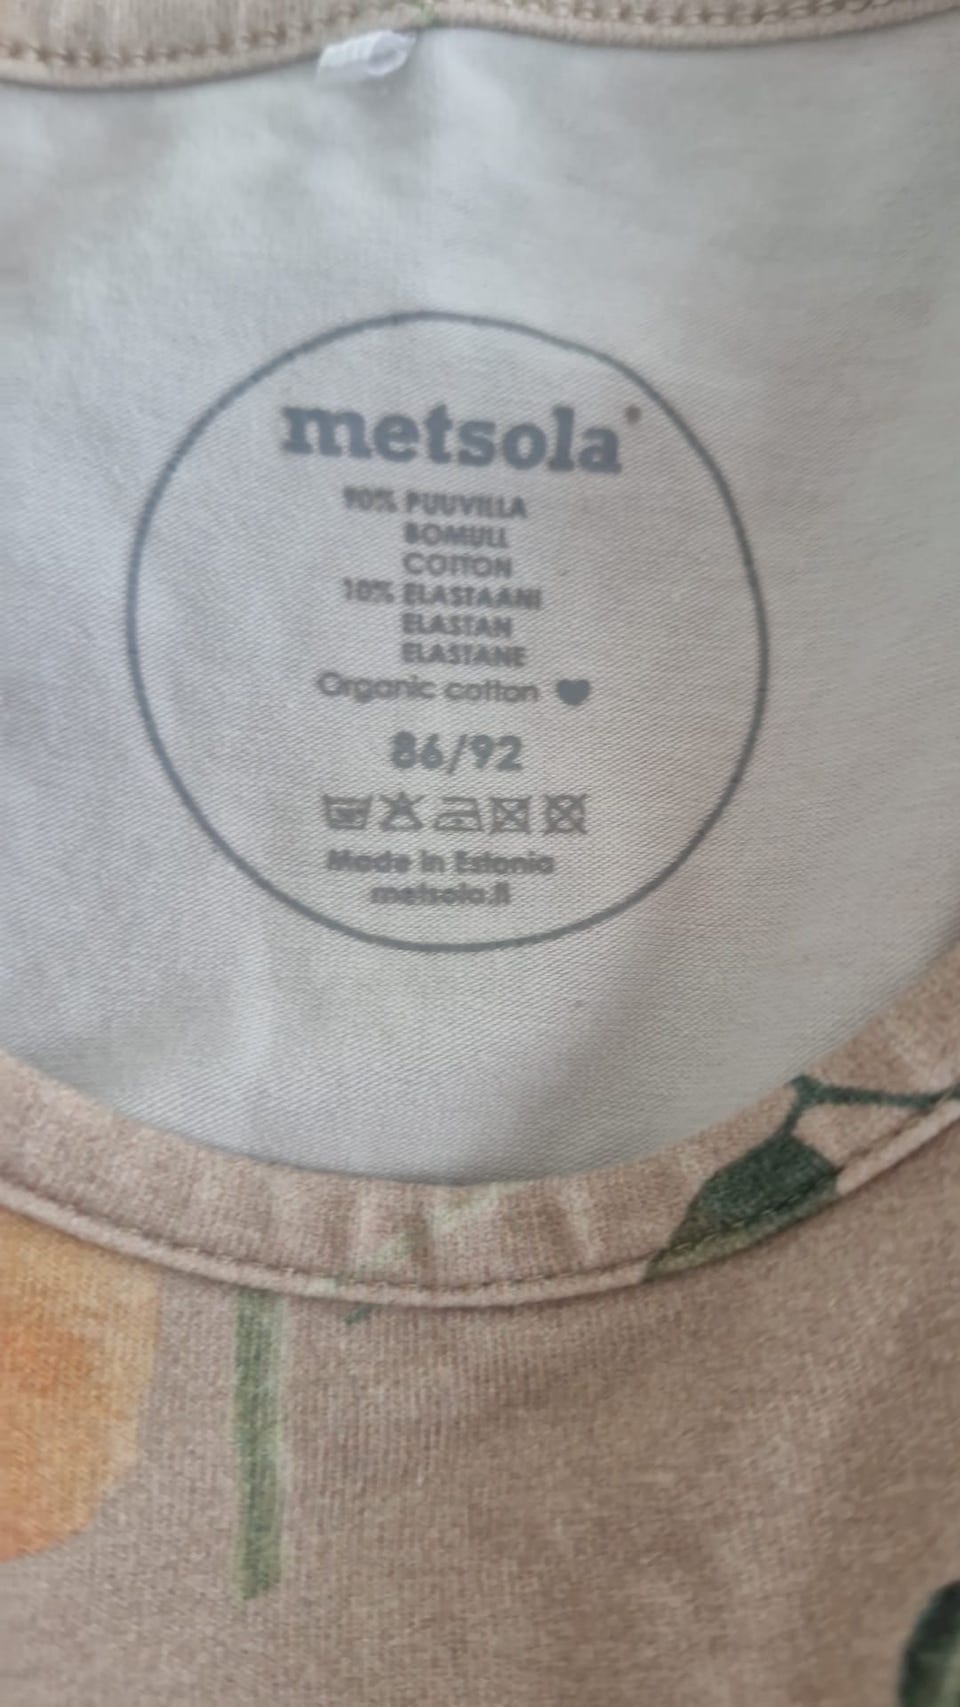 metsola
90% PUUVILLA
BOMULL
COTTON
10% ELASTAANI
ELASTAN
ELASTANE
Organic cotton
86/92
Made in Estonia
metsola.fi